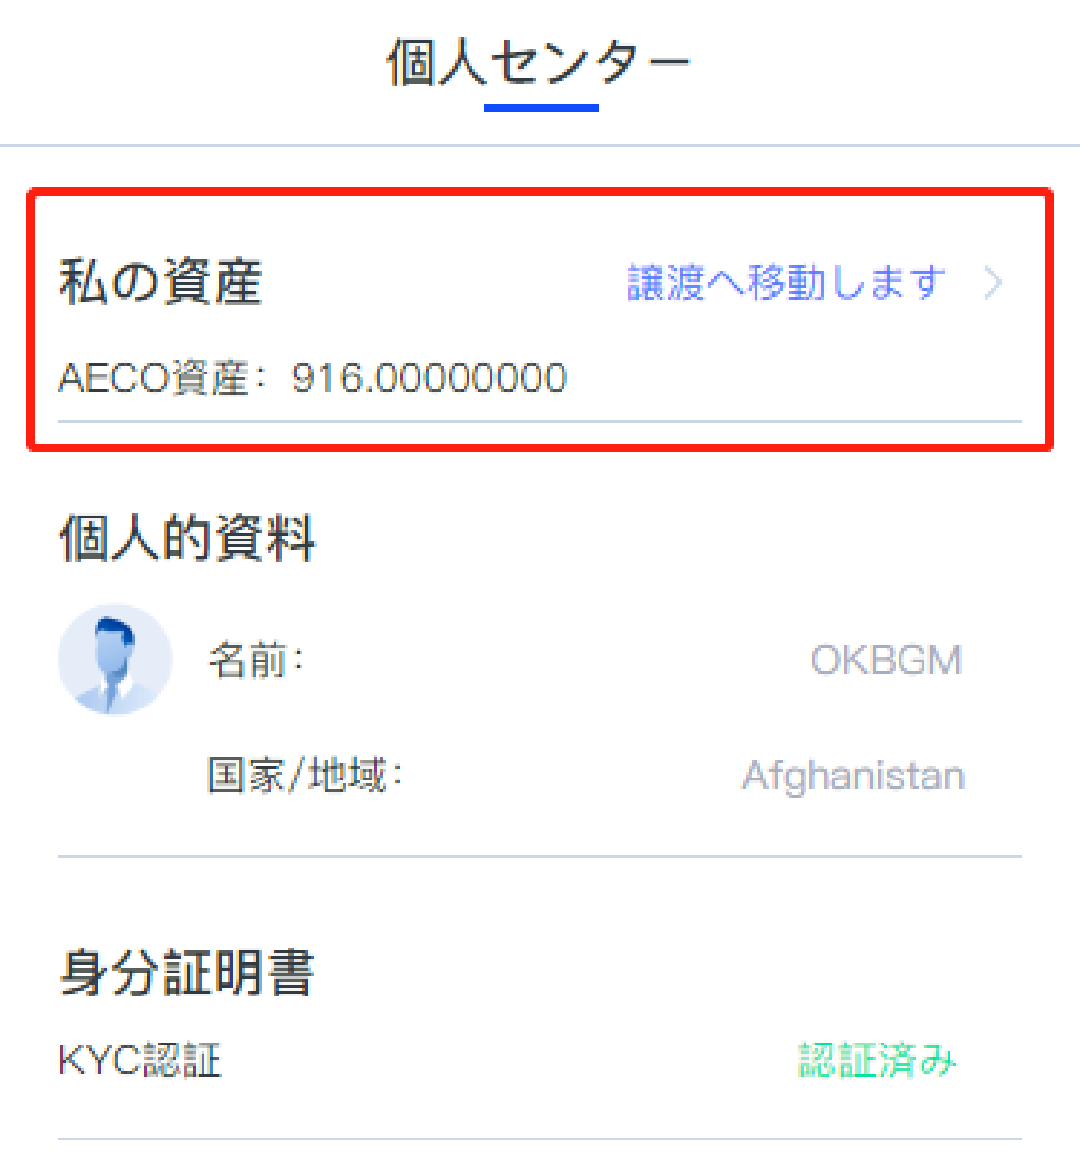 個人センター
私の資産 譲渡へ移動します
AECO資産：916.00000000
個人的資料
名前： OKBGM
国家/地域： Afghanistan
身分証明書
KYC認証 認証済み